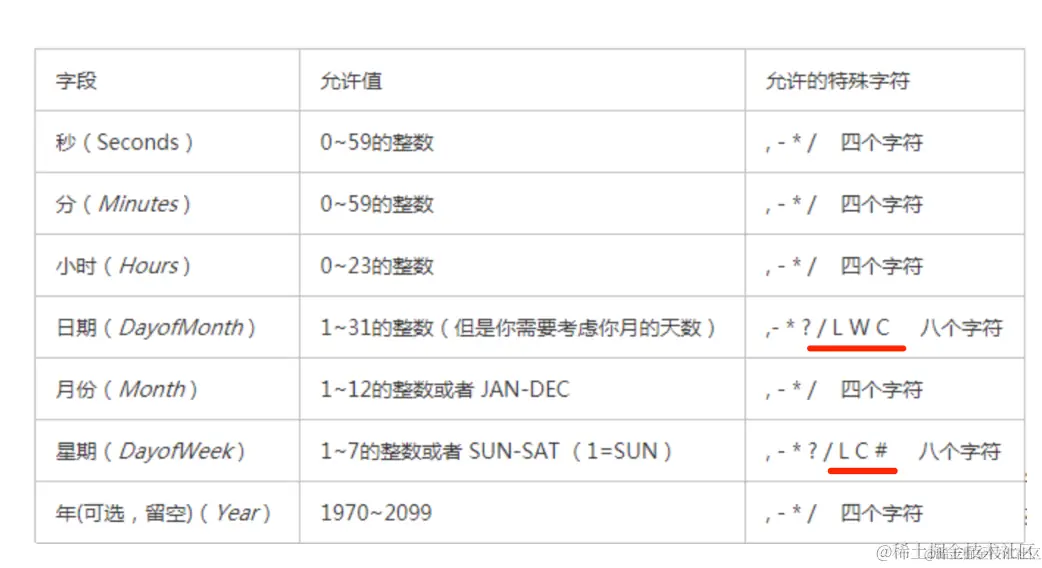 字段 允许值 允许的特殊字符
秒 ( Seconds ) 0~59的整数 , - * / 四个字符
分 ( Minutes ) 0~59的整数 , - * / 四个字符
小时 ( Hours ) 0~23的整数 , - * / 四个字符
日期 ( DayofMonth ) 1~31的整数 ( 但是你需要考虑你月的天数 ) ,- * ? / L W C 八个字符
月份 ( Month ) 1~12的整数或者 JAN-DEC , - * / 四个字符
星期 ( DayofWeek ) 1~7的整数或者 SUN-SAT ( 1=SUN ) , - * ? / L C # 八个字符
年(可选 , 留空) ( Year ) 1970~2099 , - * / 四个字符
@稀土掘金技术社区